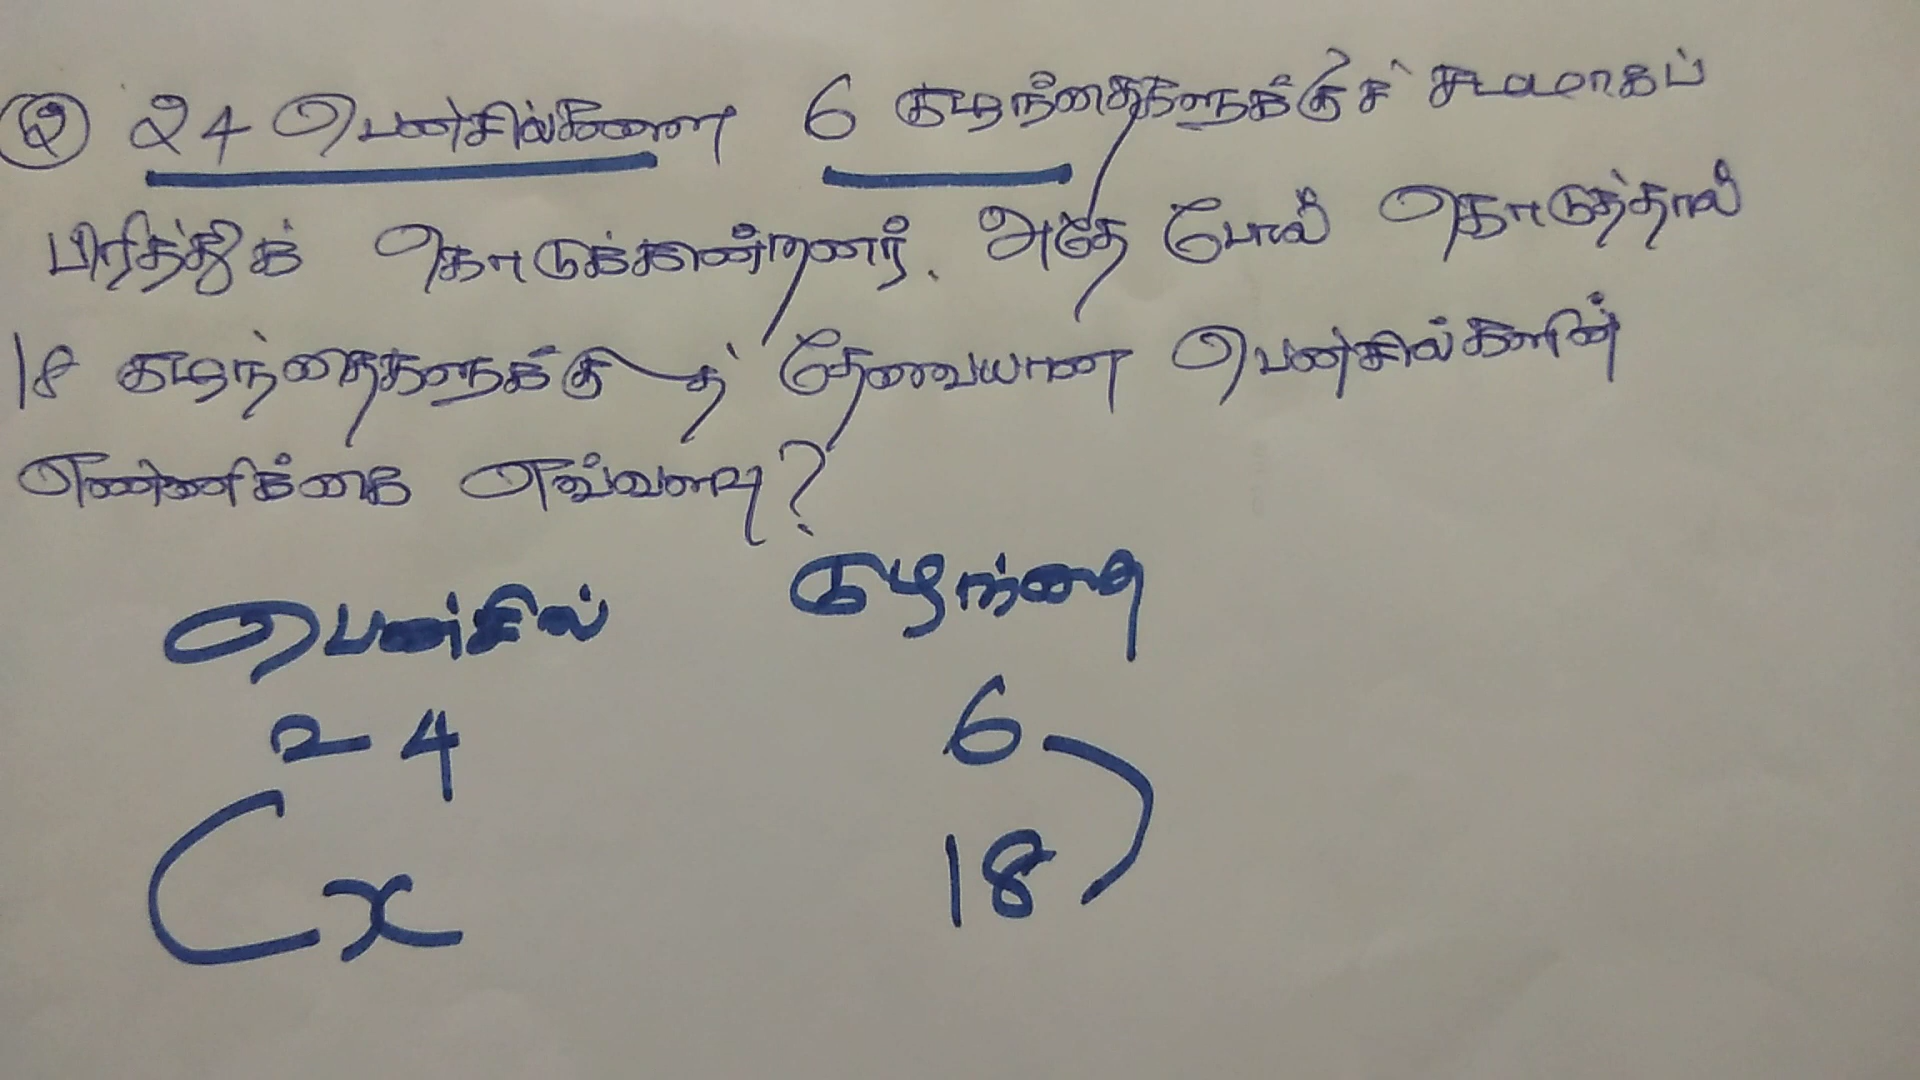 ② 24 பென்சில்களை 6 குழந்தைகளுக்குச் சமமாகப்
பிரித்துக் கொடுக்கின்றனர். அதே போல் கொடுத்தால்
18 குழந்தைகளுக்குத் தேவையான பென்சில்களின்
எண்ணிக்கை எவ்வளவு?
பென்சில் குழந்தை
24 6
x 18